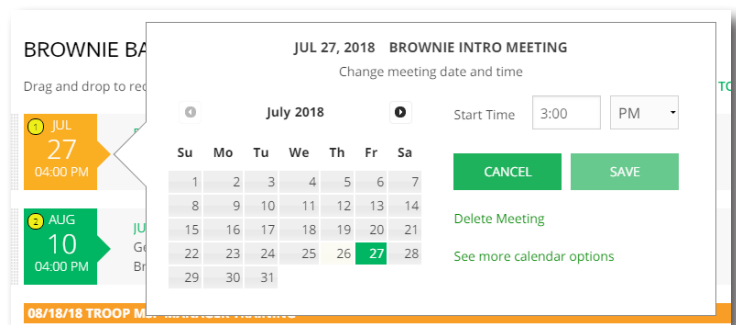 BROWNIE BA
Drag and drop to rec
TO
1 JUL
27
04:00 PM
2 AUG
10
04:00 PM
JU
Ge
Br
08/18/18 TROOP
JUL 27, 2018 BROWNIE INTRO MEETING
Change meeting date and time
July 2018
Su Mo Tu We Th Fr Sa
1 2 3 4 5 6 7
8 9 10 11 12 13 14
15 16 17 18 19 20 21
22 23 24 25 26 27 28
29 30 31
Start Time 3:00 PM
CANCEL SAVE
Delete Meeting
See more calendar options